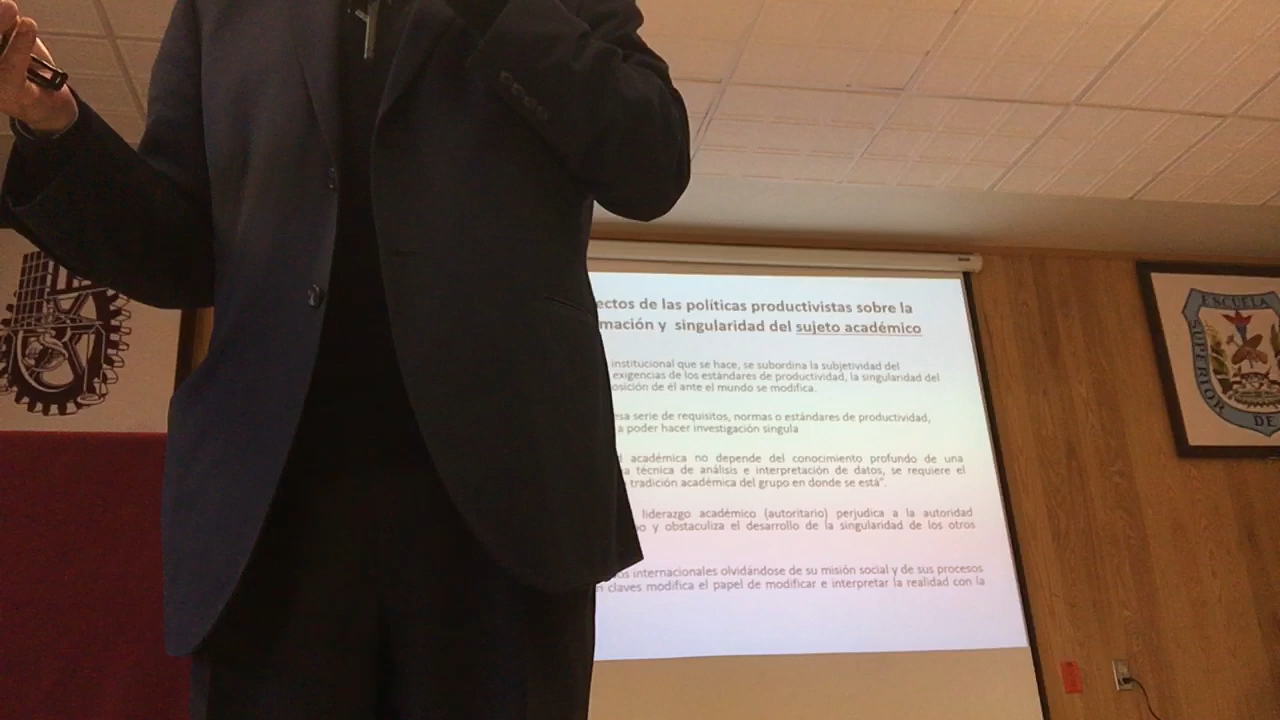 ectos de las políticas productivistas sobre la
mación y singularidad del sujeto académico
institucional que se hace, se subordina la subjetividad del
exigencias de los estándares de productividad, la singularidad del
osición de él ante el mundo se modifica.
esa serie de requisitos, normas o estándares de productividad,
a poder hacer investigación singula
académica no depende del conocimiento profundo de una
a técnica de análisis e interpretación de datos, se requiere el
tradición académica del grupo en donde se está".
liderazgo académico (autoritario) perjudica a la autoridad
o y obstaculiza el desarrollo de la singularidad de los otros
os internacionales olvidándose de su misión social y de sus procesos
n claves modifica el papel de modificar e interpretar la realidad con la
ESCUELA
SUPERIOR
DE